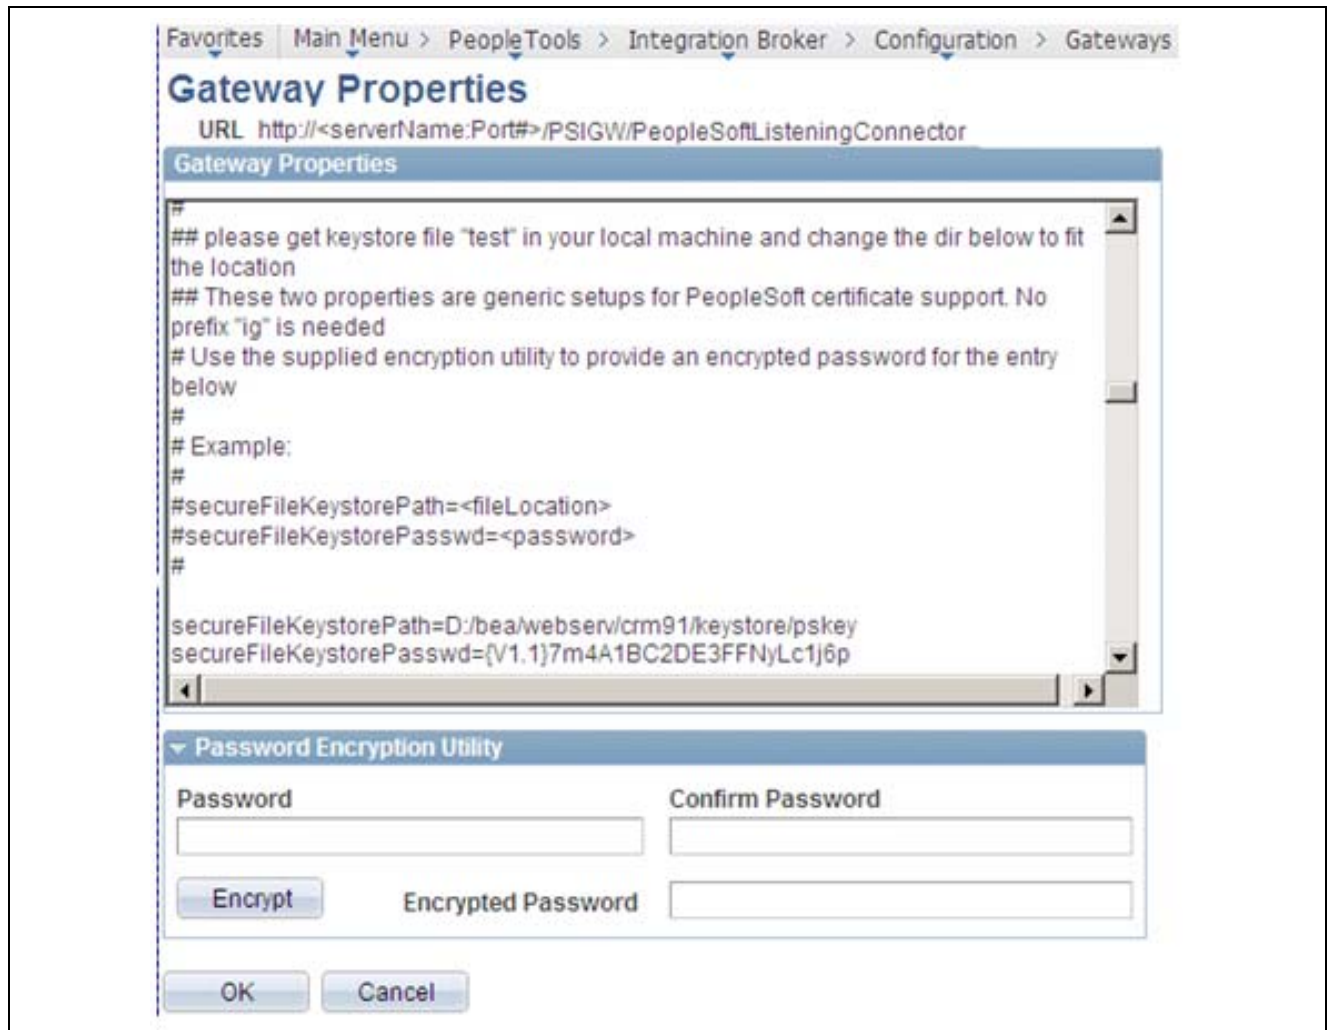 Favorites Main Menu > PeopleTools > Integration Broker > Configuration > Gateways
Gateway Properties
URL http://<serverName:Port#>/PSIGW/PeopleSoftListeningConnector
Gateway Properties
#
## please get keystore file "test" in your local machine and change the dir below to fit
the location
## These two properties are generic setups for PeopleSoft certificate support. No
prefix "ig" is needed
# Use the supplied encryption utility to provide an encrypted password for the entry
below
#
# Example:
#
#secureFileKeystorePath=<fileLocation>
#secureFileKeystorePasswd=<password>
#
secureFileKeystorePath=D:/bea/webserv/crm91/keystore/pskey
secureFileKeystorePasswd={V1.1}7m4A1BC2DE3FFNyLc1j6p
Password Encryption Utility
Password Confirm Password
Encrypt Encrypted Password
OK Cancel